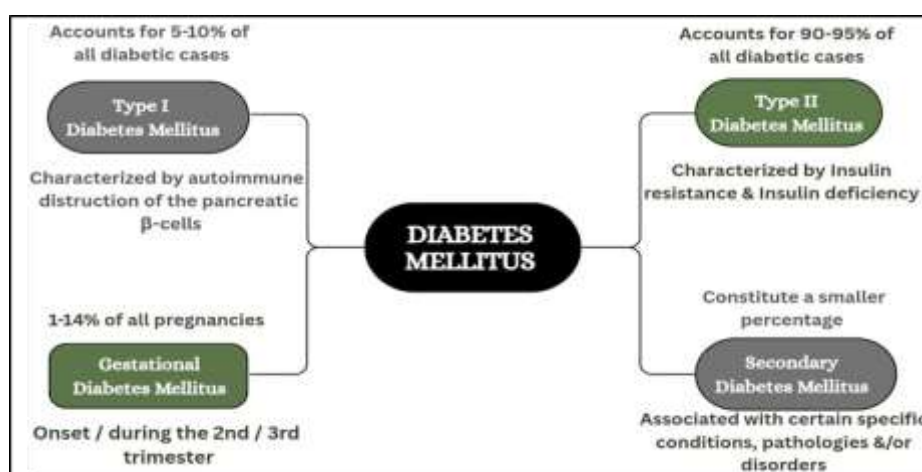 Accounts for 5-10% of
all diabetic cases
Type I
Diabetes Mellitus
Characterized by autoimmune
distruction of the pancreatic
β-cells
1-14% of all pregnancies
Gestational
Diabetes Mellitus
Onset / during the 2nd / 3rd
trimester
DIABETES
MELLITUS
Accounts for 90-95% of
all diabetic cases
Type II
Diabetes Mellitus
Characterized by Insulin
resistance & Insulin deficiency
Constitute a smaller
percentage
Secondary
Diabetes Mellitus
Associated with certain specific
conditions, pathologies &/or
disorders